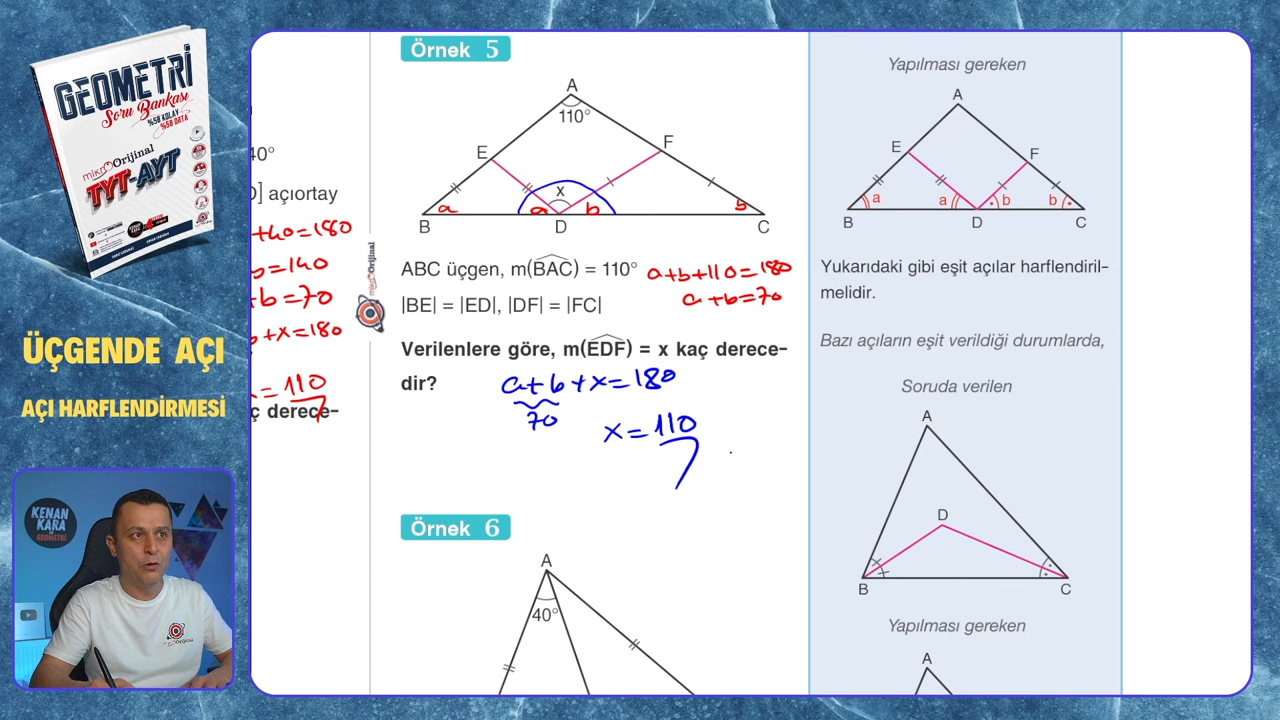 GEOMETRİ
Soru Bankası
%50 KOLAY
%50 ORTA
mikro Orijinal
TYT-AYT
ÜÇGENDE AÇI
AÇI HARFLENDİRMESİ
KENAN
KARA
ile
GEOMETRİ
40°
D] açıortay
+40=180
b=140
+b=70
+x=180
=110
ç derece-
mikro Orijinal
Örnek 5
A
110°
E
F
x
a
a
b
b
B
D
C
ABC üçgen, m(BAC) = 110°
a+b+110=180
|BE| = |ED|, |DF| = |FC|
a+b=70
Verilenlere göre, m(EDF) = x kaç derece-
dir?
a+b+x=180
70
x=110
Örnek 6
A
40°
Yapılması gereken
A
E
F
a
a
b
b
B
D
C
Yukarıdaki gibi eşit açılar harflendiril-
melidir.
Bazı açıların eşit verildiği durumlarda,
Soruda verilen
A
D
B
C
Yapılması gereken
A